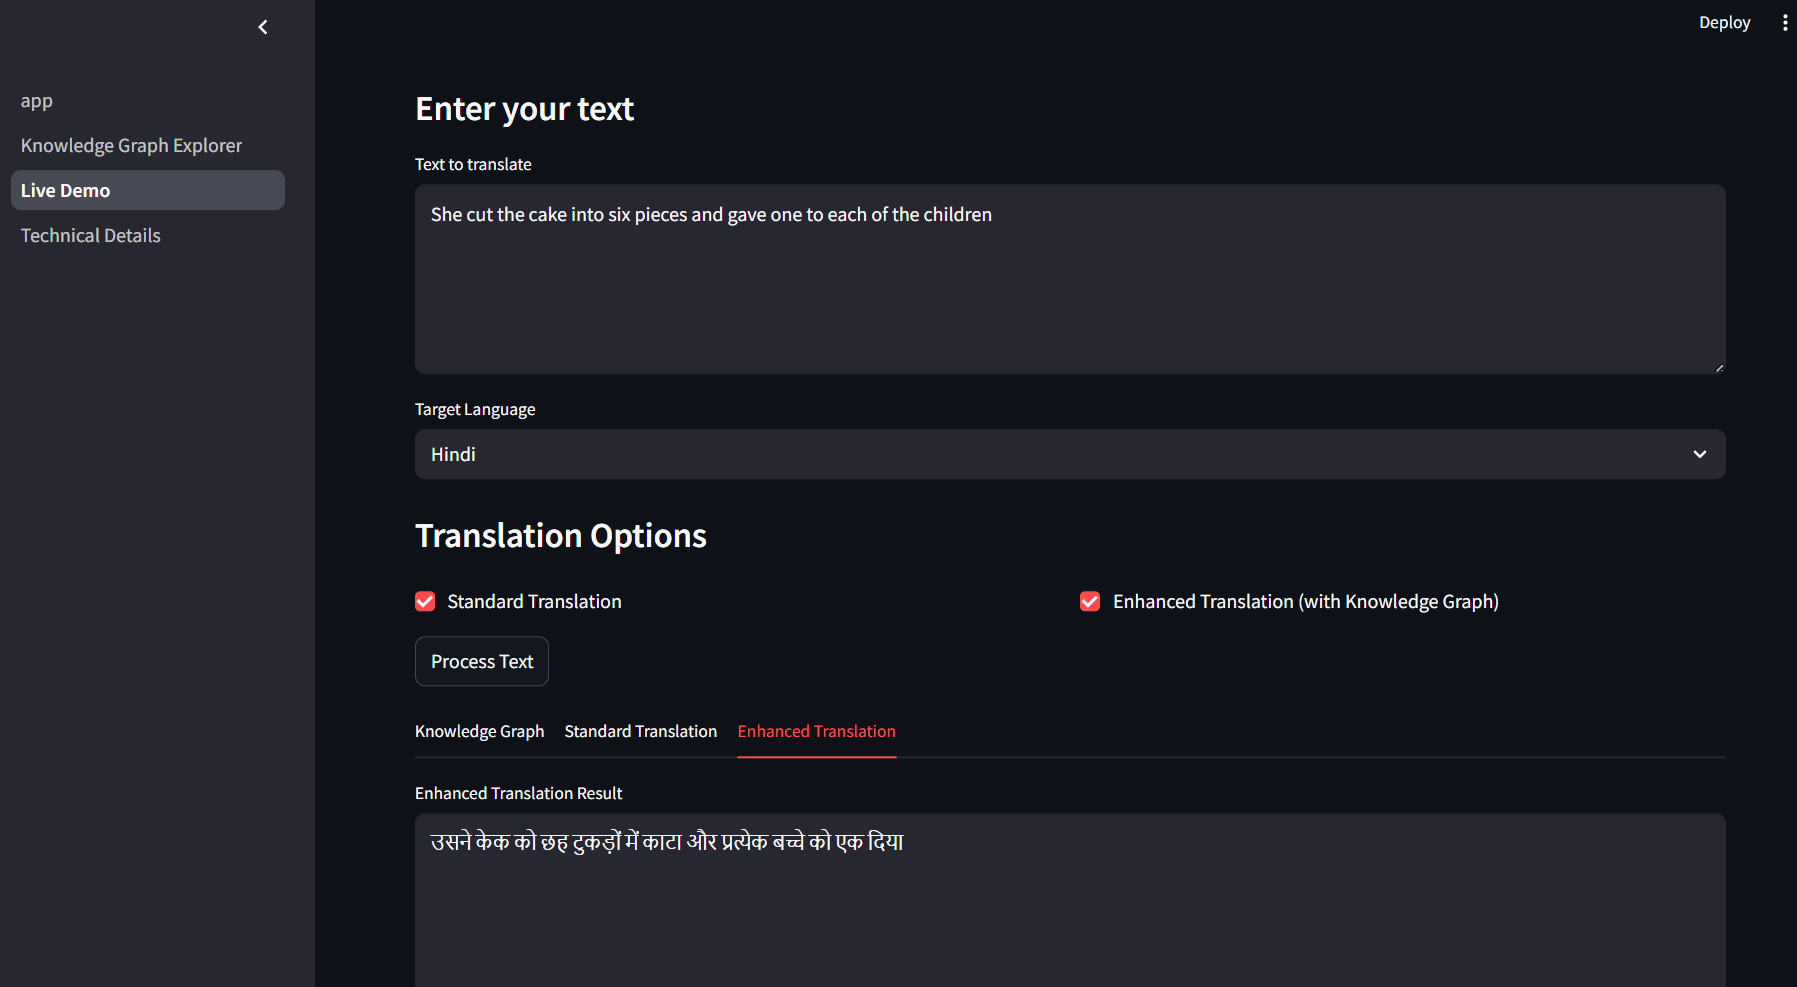 Deploy
app
Knowledge Graph Explorer
Live Demo
Technical Details
Enter your text
Text to translate
She cut the cake into six pieces and gave one to each of the children
Target Language
Hindi
Translation Options
Standard Translation
Enhanced Translation (with Knowledge Graph)
Process Text
Knowledge Graph Standard Translation Enhanced Translation
Enhanced Translation Result
उसने केक को छह टुकड़ों में काटा और प्रत्येक बच्चे को एक दिया